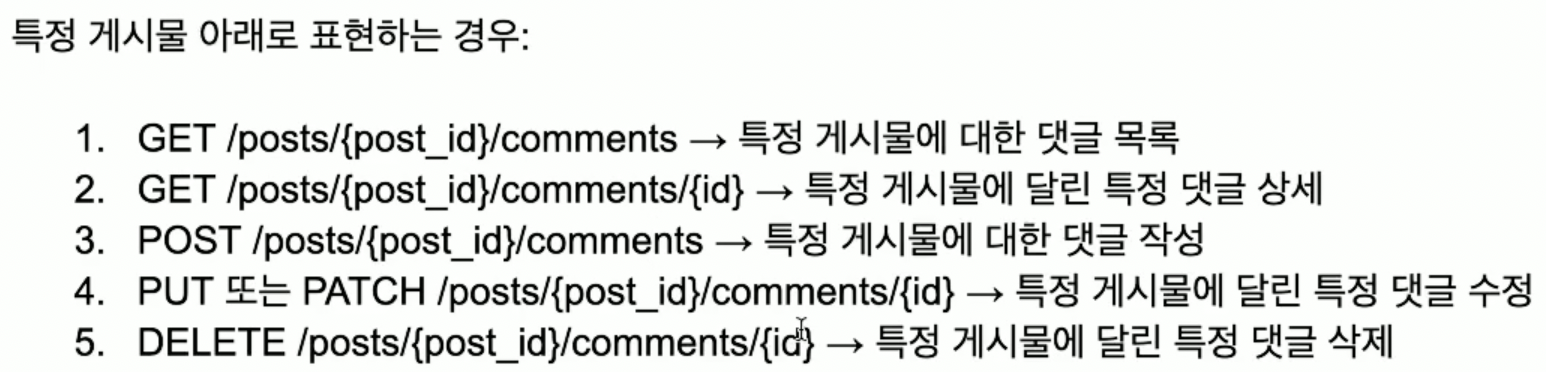 특정 게시물 아래로 표현하는 경우:
1. GET /posts/{post_id}/comments → 특정 게시물에 대한 댓글 목록
2. GET /posts/{post_id}/comments/{id} → 특정 게시물에 달린 특정 댓글 상세
3. POST /posts/{post_id}/comments → 특정 게시물에 대한 댓글 작성
4. PUT 또는 PATCH /posts/{post_id}/comments/{id} → 특정 게시물에 달린 특정 댓글 수정
5. DELETE /posts/{post_id}/comments/{id} → 특정 게시물에 달린 특정 댓글 삭제